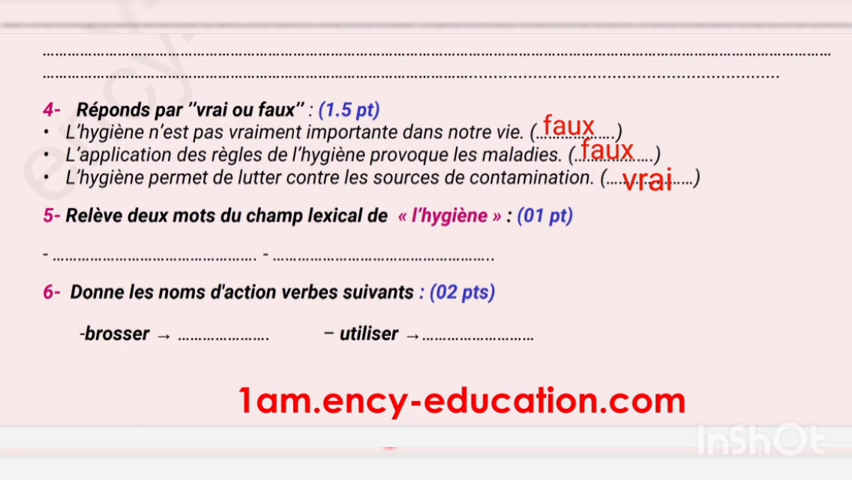 ……………………………………………………………………………………………………………………
……………………………………………………………………………………………………
4- Réponds par ’’vrai ou faux’’ : (1.5 pt)
• L’hygiène n’est pas vraiment importante dans notre vie. (…faux….)
• L’application des règles de l’hygiène provoque les maladies. (…faux….)
• L’hygiène permet de lutter contre les sources de contamination. (…vrai…)
5- Relève deux mots du champ lexical de « l’hygiène » : (01 pt)
- ……………………………………………. - ……………………………………………..
6- Donne les noms d'action verbes suivants : (02 pts)
-brosser → …………………. – utiliser →………………………
1am.ency-education.com
InShOt